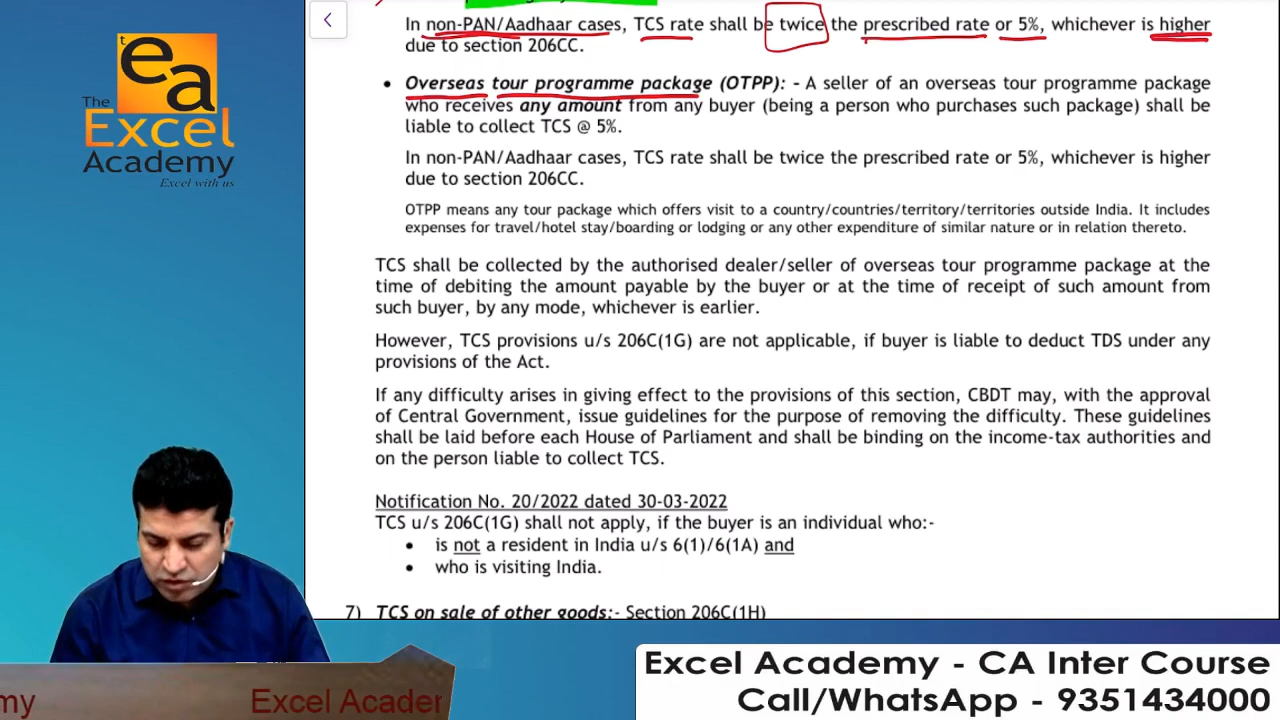 In non-PAN/Aadhaar cases, TCS rate shall be twice the prescribed rate or 5%, whichever is higher
due to section 206CC.
• Overseas tour programme package (OTPP): - A seller of an overseas tour programme package
who receives any amount from any buyer (being a person who purchases such package) shall be
liable to collect TCS @ 5%.
In non-PAN/Aadhaar cases, TCS rate shall be twice the prescribed rate or 5%, whichever is higher
due to section 206CC.
OTPP means any tour package which offers visit to a country/countries/territory/territories outside India. It includes
expenses for travel/hotel stay/boarding or lodging or any other expenditure of similar nature or in relation thereto.
TCS shall be collected by the authorised dealer/seller of overseas tour programme package at the
time of debiting the amount payable by the buyer or at the time of receipt of such amount from
such buyer, by any mode, whichever is earlier.
However, TCS provisions u/s 206C(1G) are not applicable, if buyer is liable to deduct TDS under any
provisions of the Act.
If any difficulty arises in giving effect to the provisions of this section, CBDT may, with the approval
of Central Government, issue guidelines for the purpose of removing the difficulty. These guidelines
shall be laid before each House of Parliament and shall be binding on the income-tax authorities and
on the person liable to collect TCS.
Notification No. 20/2022 dated 30-03-2022
TCS u/s 206C(1G) shall not apply, if the buyer is an individual who:-
• is not a resident in India u/s 6(1)/6(1A) and
• who is visiting India.
7) TCS on sale of other goods:- Section 206C(1H)
t
ea
The
Excel
Academy
Excel with us
my Excel Acader
Excel Academy - CA Inter Course
Call/WhatsApp - 9351434000